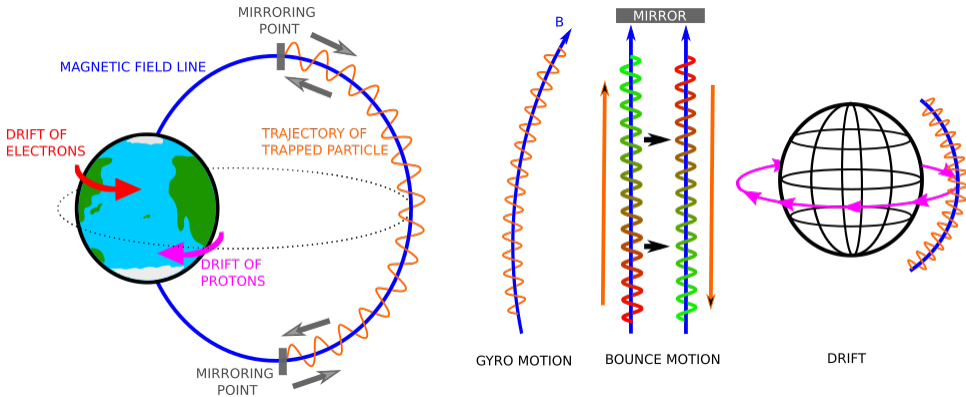 MIRRORING
POINT
MAGNETIC FIELD LINE
DRIFT OF
ELECTRONS
TRAJECTORY OF
TRAPPED PARTICLE
DRIFT OF
PROTONS
MIRRORING
POINT
B
GYRO MOTION
MIRROR
BOUNCE MOTION
DRIFT